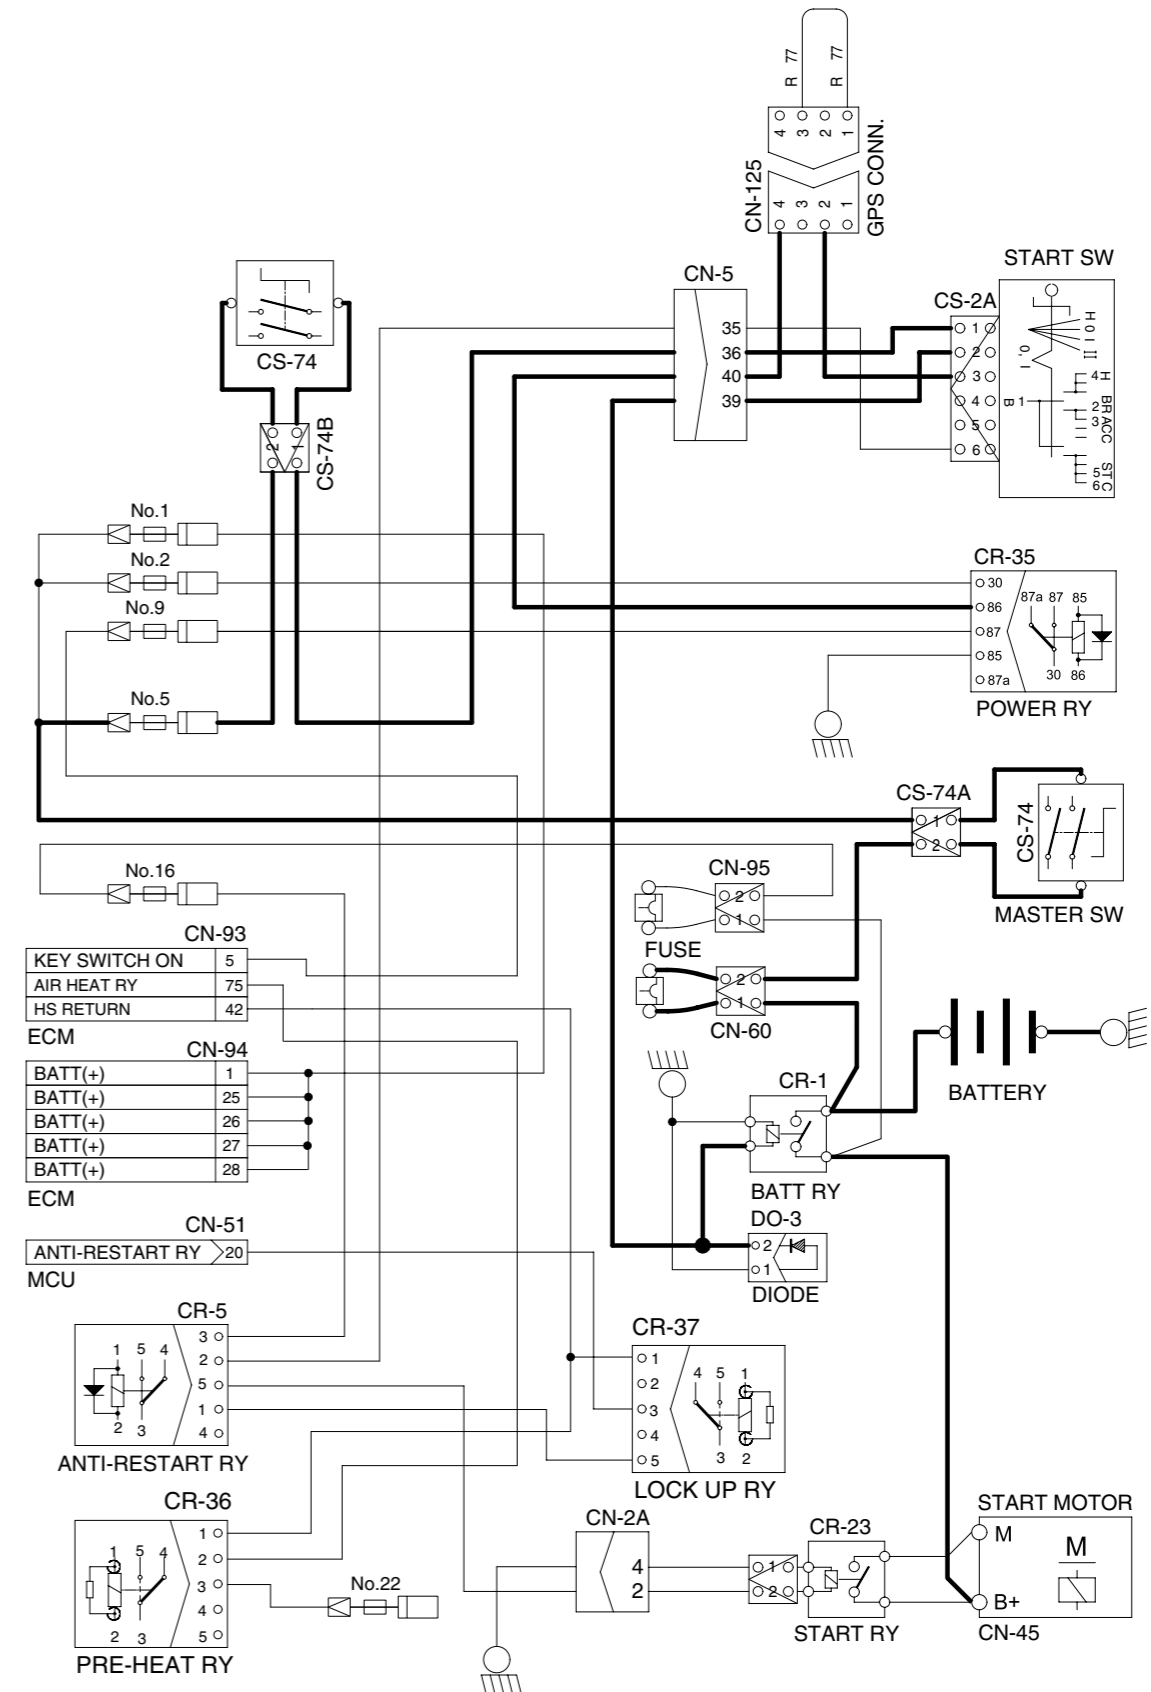 R 77
R 77
4 3 2 1
GPS CONN.
CN-125
4 3 2 1
START SW
CN-5
CS-2A
35
36
40
39
1
2
3
4
5
6
H O I II
0, I
B 1
4 H
B R ACC
2
3
ST C
5
6
CS-74
2 1
CS-74B
No.1
No.2
No.9
No.5
CR-35
30
86
87
85
87a
87a 87 85
30 86
POWER RY
CS-74A
1
2
CS-74
MASTER SW
No.16
CN-95
2
1
FUSE
2
1
CN-60
CN-93
KEY SWITCH ON 5
AIR HEAT RY 75
HS RETURN 42
ECM
CN-94
BATT(+) 1
BATT(+) 25
BATT(+) 26
BATT(+) 27
BATT(+) 28
ECM
BATTERY
CR-1
BATT RY
DO-3
2
1
DIODE
CN-51
ANTI-RESTART RY 20
MCU
CR-5
1 5 4
2 3
3
2
5
1
4
ANTI-RESTART RY
CR-37
1
2
3
4
5
4 5 1
3 2
LOCK UP RY
CR-36
1 5 4
2 3
1
2
3
4
5
PRE-HEAT RY
No.22
CN-2A
4
2
1
2
CR-23
START RY
START MOTOR
M
M
B+
CN-45